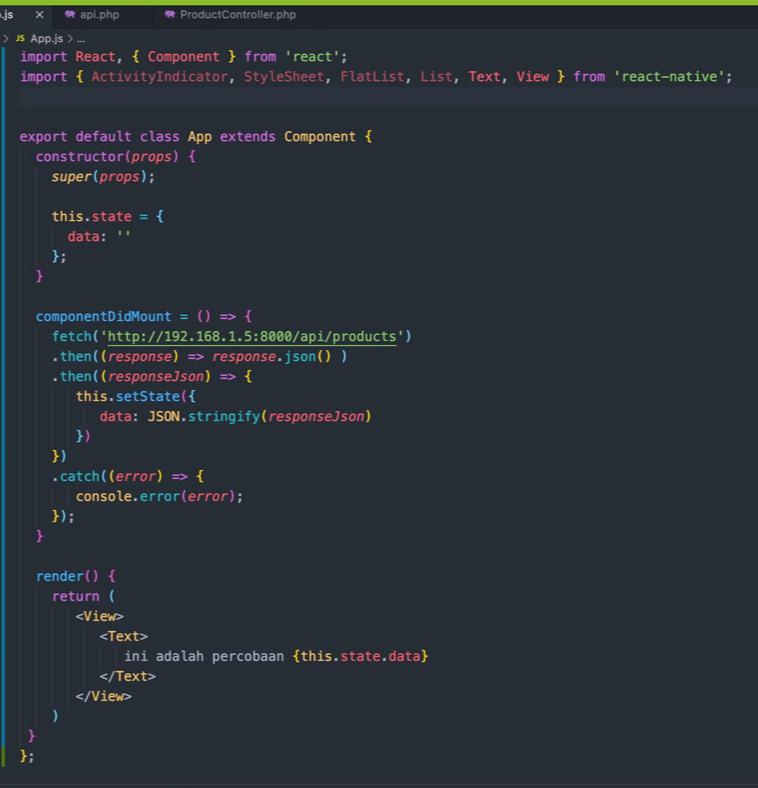 .js × api.php ProductController.php
> JS App.js > ...
import React, { Component } from 'react';
import { ActivityIndicator, StyleSheet, FlatList, List, Text, View } from 'react-native';
export default class App extends Component {
constructor(props) {
super(props);
this.state = {
data: ''
};
}
componentDidMount = () => {
fetch('http://192.168.1.5:8000/api/products')
.then((response) => response.json() )
.then((responseJson) => {
this.setState({
data: JSON.stringify(responseJson)
})
})
.catch((error) => {
console.error(error);
});
}
render() {
return (
<View>
<Text>
ini adalah percobaan {this.state.data}
</Text>
</View>
)
}
};